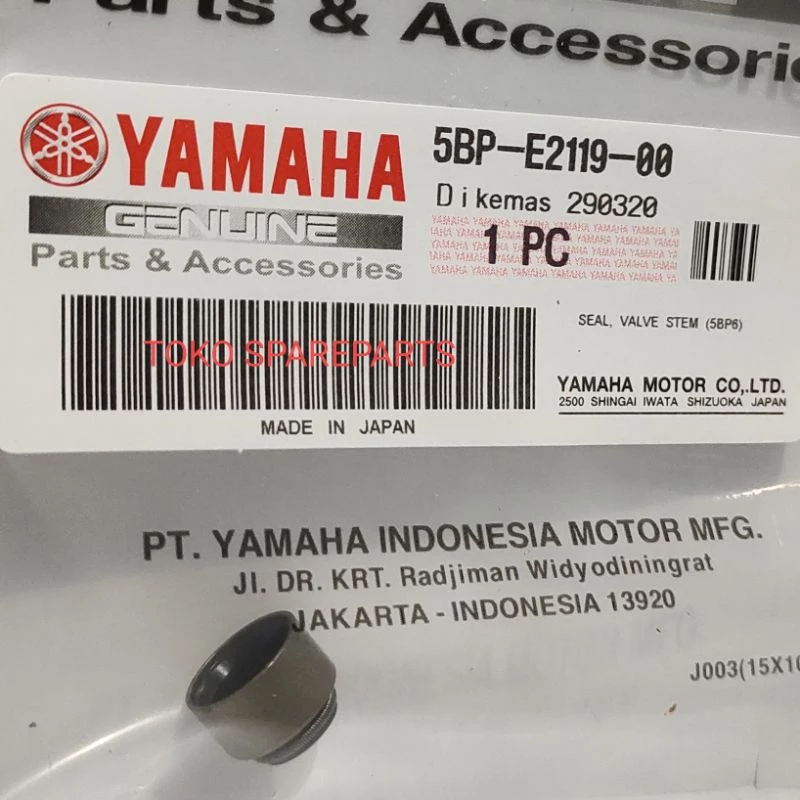 Parts & Accessories
YAMAHA
GENUINE
Parts & Accessories
5BP-E2119-00
Dikemas 290320
1 PC
TOKO SPAREPARTS
MADE IN JAPAN
SEAL, VALVE STEM (5BP6)
YAMAHA MOTOR CO,.LTD.
2500 SHINGAI IWATA SHIZUOKA JAPAN
PT. YAMAHA INDONESIA MOTOR MFG.
Jl. DR. KRT. Radjiman Widyodiningrat
JAKARTA - INDONESIA 13920